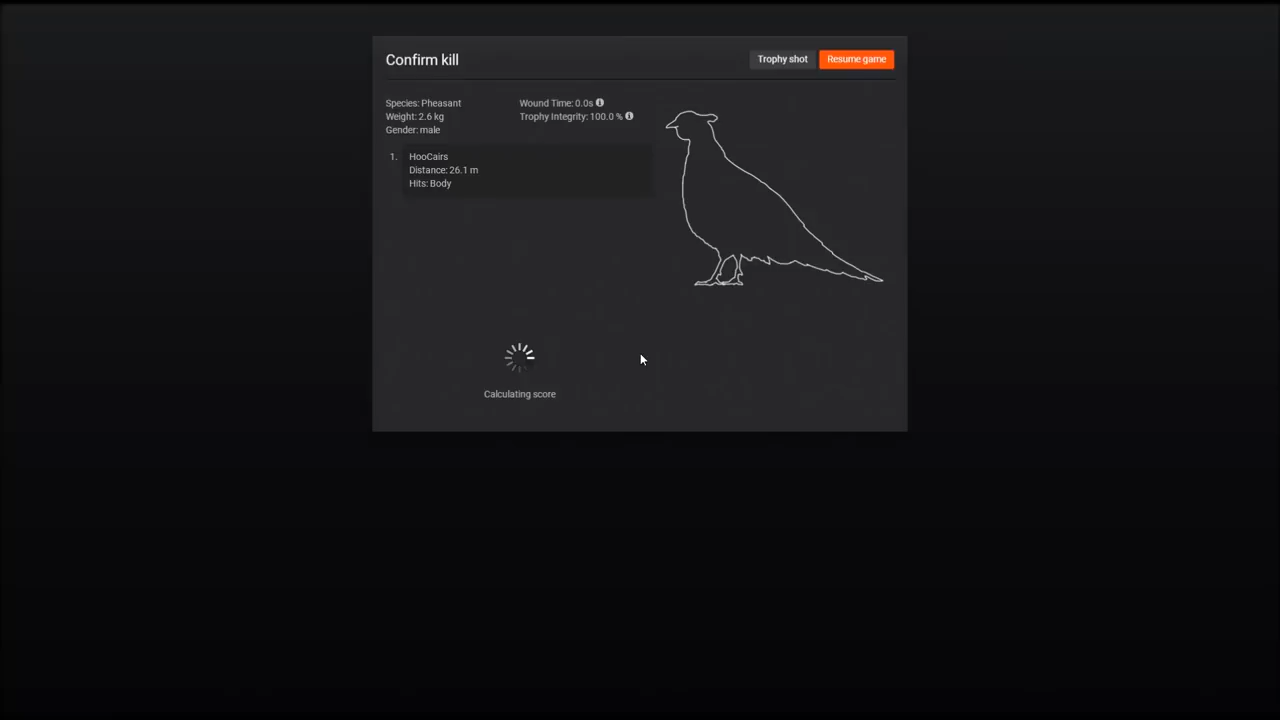 Confirm kill
Trophy shot
Resume game
Species: Pheasant
Weight: 2.6 kg
Gender: male
Wound Time: 0.0s
Trophy Integrity: 100.0 %
1.
HooCairs
Distance: 26.1 m
Hits: Body
Calculating score